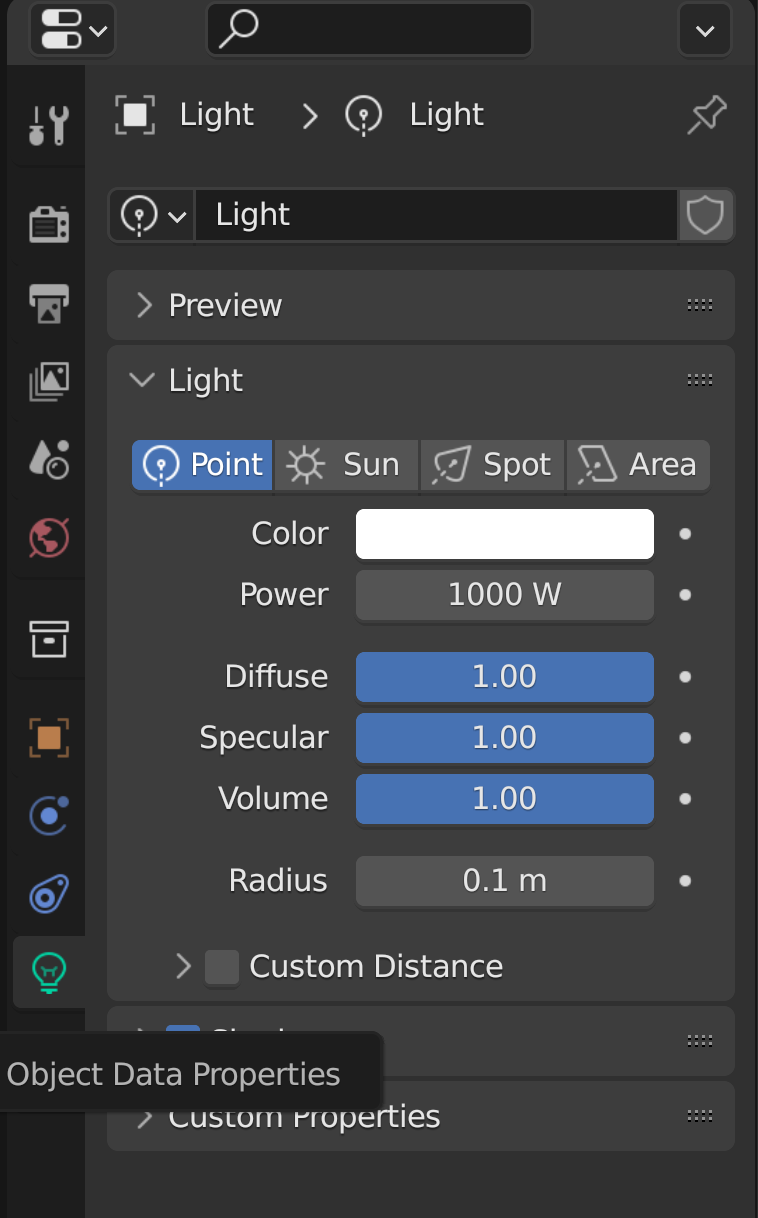 Light Light
Light
Preview
Light
Point Sun Spot Area
Color
Power 1000 W
Diffuse 1.00
Specular 1.00
Volume 1.00
Radius 0.1 m
Custom Distance
Object Data Properties
Custom Properties